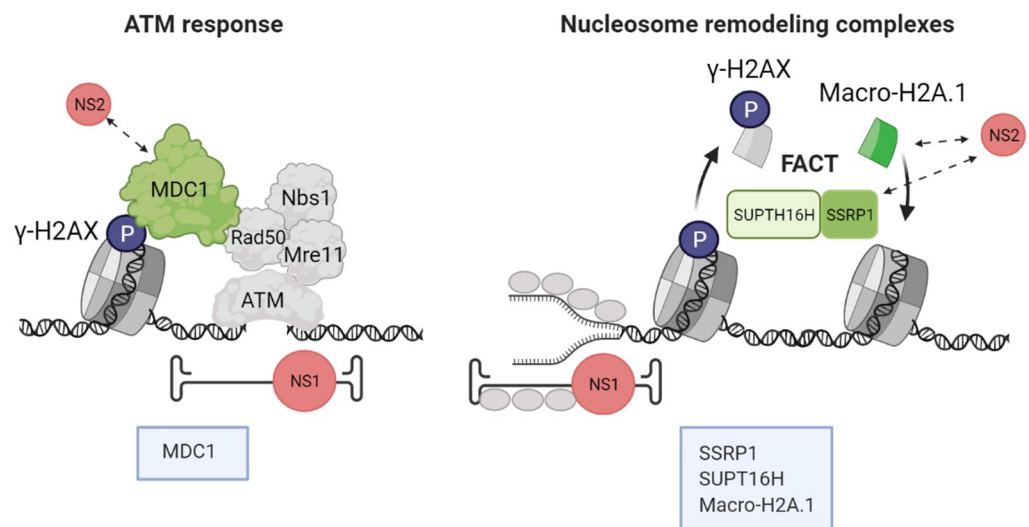 ATM response
NS2
MDC1
Nbs1
γ-H2AX
P
Rad50
Mre11
ATM
NS1
MDC1
Nucleosome remodeling complexes
γ-H2AX
P
Macro-H2A.1
NS2
FACT
SUPTH16H
SSRP1
P
NS1
SSRP1
SUPT16H
Macro-H2A.1